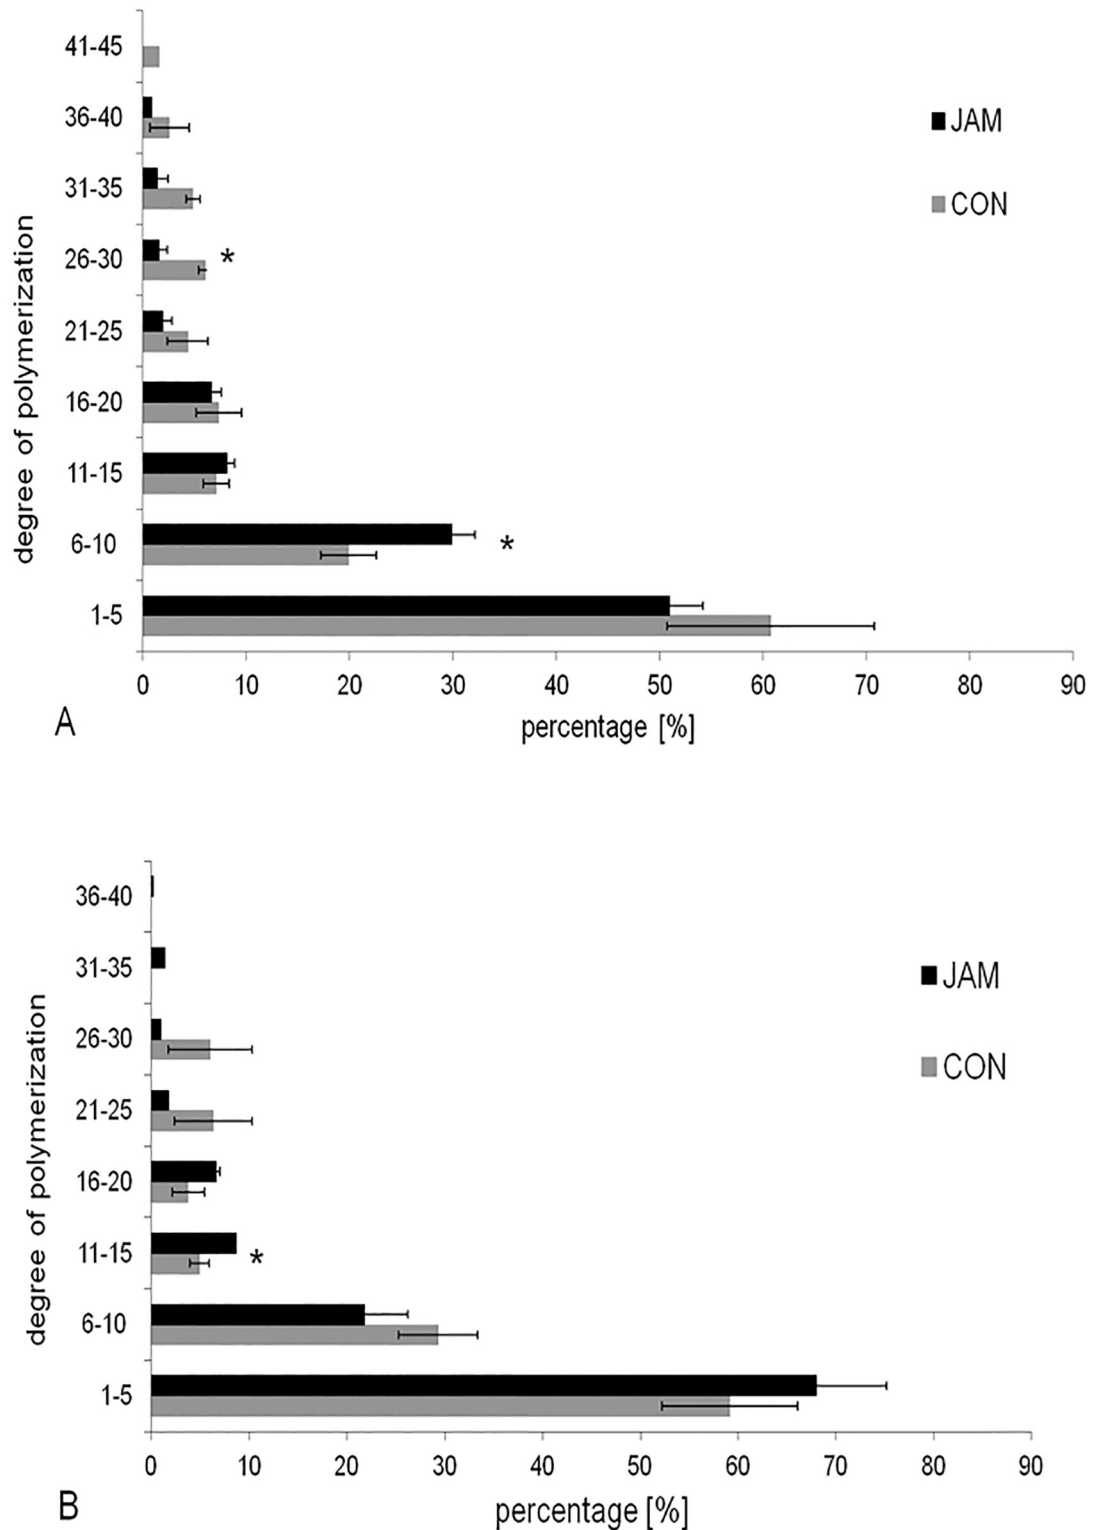 41-45
36-40
31-35
26-30
21-25
16-20
11-15
6-10
1-5
degree of polymerization
*
*
JAM
CON
0 10 20 30 40 50 60 70 80 90
percentage [%]
A
36-40
31-35
26-30
21-25
16-20
11-15
6-10
1-5
degree of polymerization
*
JAM
CON
0 10 20 30 40 50 60 70 80 90
percentage [%]
B